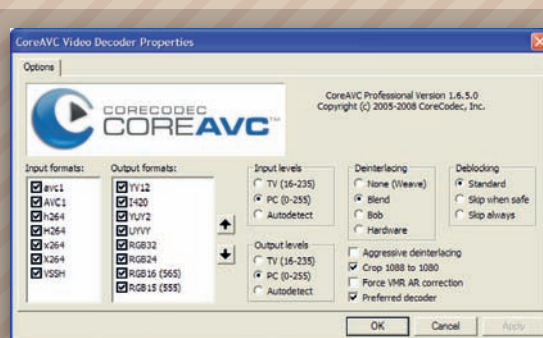 CoreAVC Video Decoder Properties
Options
CORECODEC
COREAVC™
CoreAVC Professional Version 1.6.5.0
Copyright (c) 2005-2008 CoreCodec, Inc.
Input formats:
avc1
AVC1
h264
H264
x264
X264
VSSH
Output formats:
YV12
I420
YUY2
UYVY
RGB32
RGB24
RGB16 (565)
RGB15 (555)
Input levels
TV (16-235)
PC (0-255)
Autodetect
Output levels
TV (16-235)
PC (0-255)
Autodetect
Deinterlacing
None (Weave)
Blend
Bob
Hardware
Deblocking
Standard
Skip when safe
Skip always
Aggressive deinterlacing
Crop 1088 to 1080
Force VMR AR correction
Preferred decoder
OK
Cancel
Apply